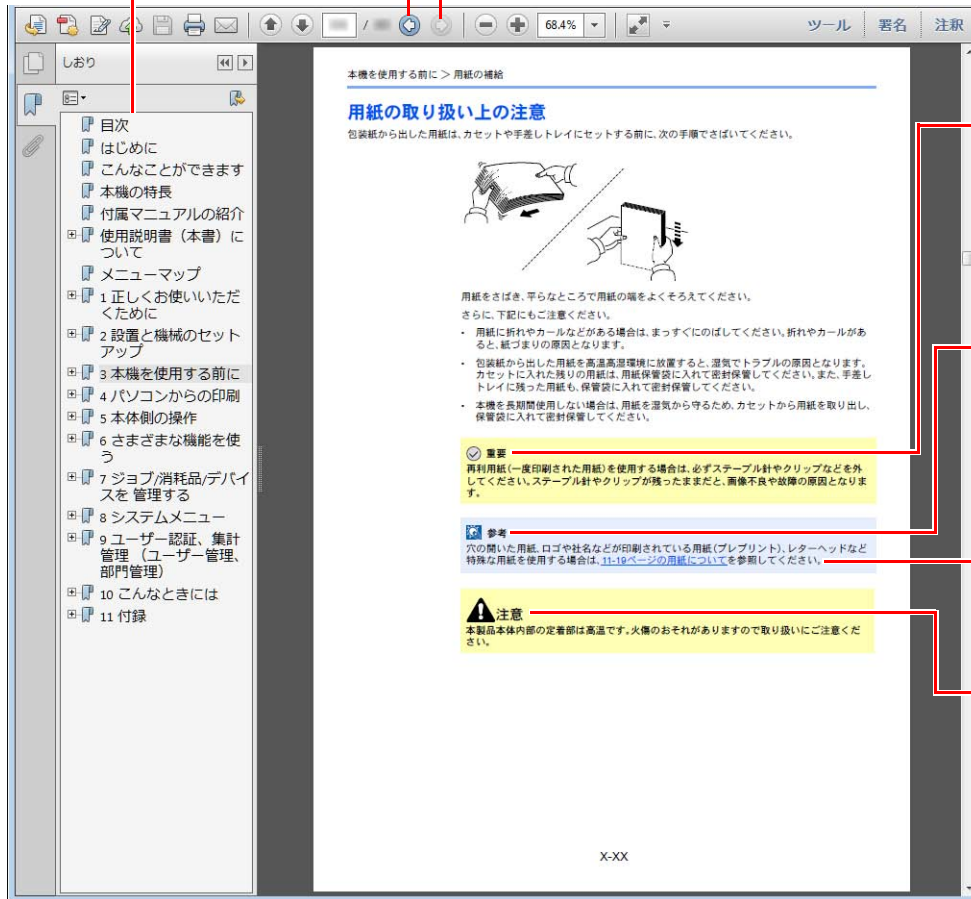 /
68.4%
ツール
署名
注釈
しおり
目次
はじめに
こんなことができます
本機の特長
付属マニュアルの紹介
使用説明書（本書）に
ついて
メニューマップ
1 正しくお使いいただ
くために
2 設置と機械のセット
アップ
3 本機を使用する前に
4 パソコンからの印刷
5 本体側の操作
6 さまざまな機能を使
う
7 ジョブ/消耗品/デバイ
スを 管理する
8 システムメニュー
9 ユーザー認証、集計
管理 （ユーザー管理、
部門管理）
10 こんなときには
11 付録
本機を使用する前に > 用紙の補給
用紙の取り扱い上の注意
包装紙から出した用紙は、カセットや手差しトレイにセットする前に、次の手順でさばいてください。
用紙をさばき、平らなところで用紙の端をよくそろえてください。
さらに、下記にもご注意ください。
• 用紙に折れやカールなどがある場合は、まっすぐにのばしてください。折れやカールがあ
ると、紙づまりの原因となります。
• 包装紙から出した用紙を高温高湿環境に放置すると、湿気でトラブルの原因となります。
カセットに入れた残りの用紙は、用紙保管袋に入れて密封保管してください。また、手差し
トレイに残った用紙も、保管袋に入れて密封保管してください。
• 本機を長期間使用しない場合は、用紙を湿気から守るため、カセットから用紙を取り出し、
保管袋に入れて密封保管してください。
重要
再利用紙（一度印刷された用紙）を使用する場合は、必ずステープル針やクリップなどを外
してください。ステープル針やクリップが残ったままだと、画像不良や故障の原因となりま
す。
参考
穴の開いた用紙、ロゴや社名などが印刷されている用紙（プレプリント）、レターヘッドなど
特殊な用紙を使用する場合は、11-19ページの用紙についてを参照してください。
注意
本製品本体内部の定着部は高温です。火傷のおそれがありますので取り扱いにご注意くだ
さい。
X-XX